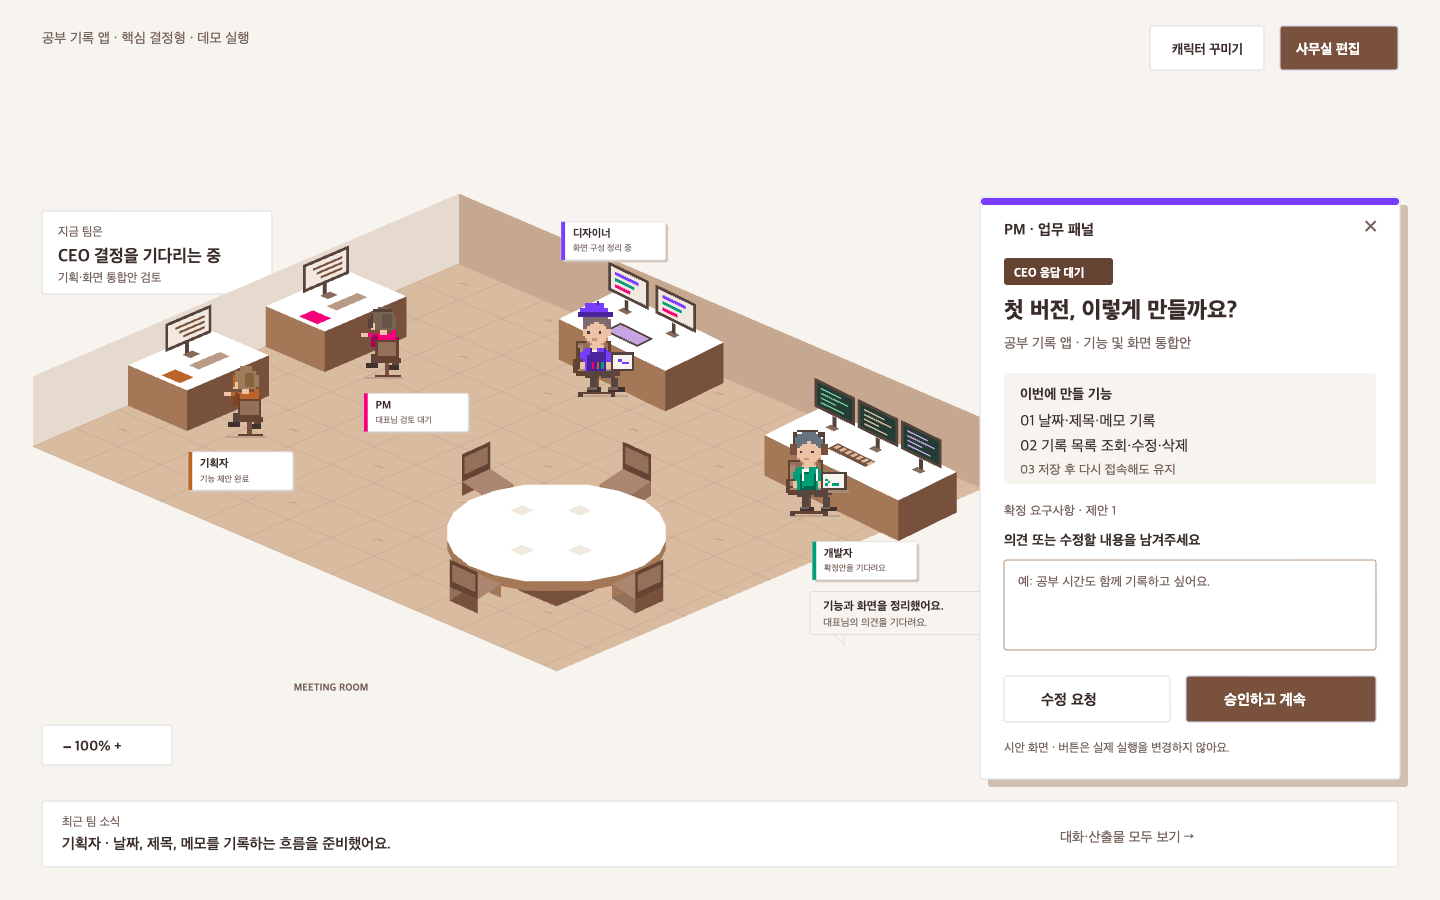 공부 기록 앱 · 핵심 결정형 · 데모 실행
캐릭터 꾸미기
사무실 편집
지금 팀은
CEO 결정을 기다리는 중
기획·화면 통합안 검토
디자이너
화면 구성 정리 중
PM
대표님 검토 대기
기획자
기능 제안 완료
개발자
확정안을 기다려요
기능과 화면을 정리했어요.
대표님의 의견을 기다려요.
MEETING ROOM
– 100% +
PM · 업무 패널
✕
CEO 응답 대기
첫 버전, 이렇게 만들까요?
공부 기록 앱 · 기능 및 화면 통합안
이번에 만들 기능
01 날짜·제목·메모 기록
02 기록 목록 조회·수정·삭제
03 저장 후 다시 접속해도 유지
확정 요구사항 · 제안 1
의견 또는 수정할 내용을 남겨주세요
예: 공부 시간도 함께 기록하고 싶어요.
수정 요청
승인하고 계속
시안 화면 · 버튼은 실제 실행을 변경하지 않아요.
최근 팀 소식
기획자 · 날짜, 제목, 메모를 기록하는 흐름을 준비했어요.
대화·산출물 모두 보기 →